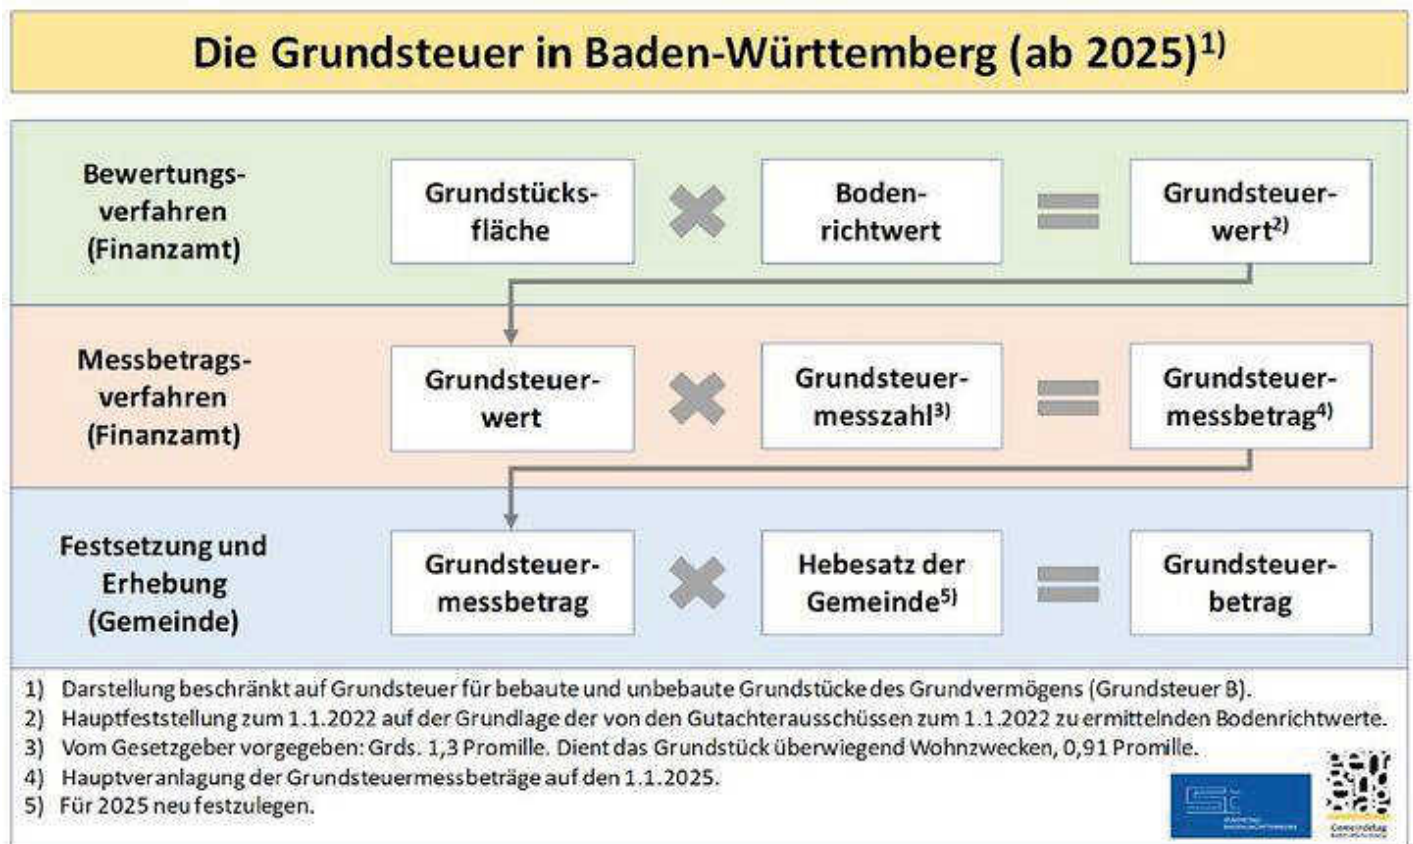 Die Grundsteuer in Baden-Württemberg (ab 2025)1)
Bewertungs-
verfahren
(Finanzamt)
Grundstücks-
fläche
Boden-
richtwert
Grundsteuer-
wert2)
Messbetrags-
verfahren
(Finanzamt)
Grundsteuer-
wert
Grundsteuer-
messzahl3)
Grundsteuer-
messbetrag4)
Festsetzung und
Erhebung
(Gemeinde)
Grundsteuer-
messbetrag
Hebesatz der
Gemeinde5)
Grundsteuer-
betrag
1) Darstellung beschränkt auf Grundsteuer für bebaute und unbebaute Grundstücke des Grundvermögens (Grundsteuer B).
2) Hauptfeststellung zum 1.1.2022 auf der Grundlage der von den Gutachterausschüssen zum 1.1.2022 zu ermittelnden Bodenrichtwerte.
3) Vom Gesetzgeber vorgegeben: Grds. 1,3 Promille. Dient das Grundstück überwiegend Wohnzwecken, 0,91 Promille.
4) Hauptveranlagung der Grundsteuermessbeträge auf den 1.1.2025.
5) Für 2025 neu festzulegen.
Gemeindetag